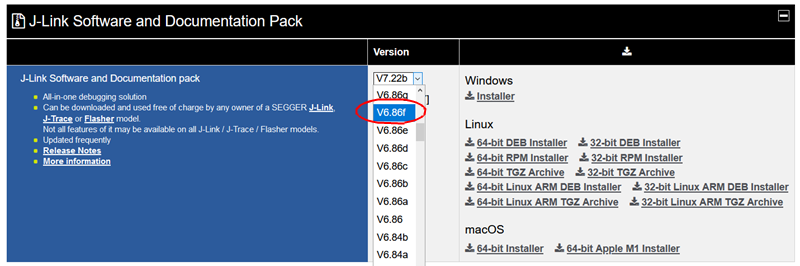 J-Link Software and Documentation Pack
Version
J-Link Software and Documentation pack
All-in-one debugging solution
Can be downloaded and used free of charge by any owner of a SEGGER J-Link,
J-Trace or Flasher model.
Not all features of it may be available on all J-Link / J-Trace / Flasher models.
Updated frequently
Release Notes
More information
V7.22b
V6.86g
V6.86f
V6.86e
V6.86d
V6.86c
V6.86b
V6.86a
V6.86
V6.84b
V6.84a
Windows
Installer
Linux
64-bit DEB Installer 32-bit DEB Installer
64-bit RPM Installer 32-bit RPM Installer
64-bit TGZ Archive 32-bit TGZ Archive
64-bit Linux ARM DEB Installer 32-bit Linux ARM DEB Installer
64-bit Linux ARM TGZ Archive 32-bit Linux ARM TGZ Archive
macOS
64-bit Installer 64-bit Apple M1 Installer